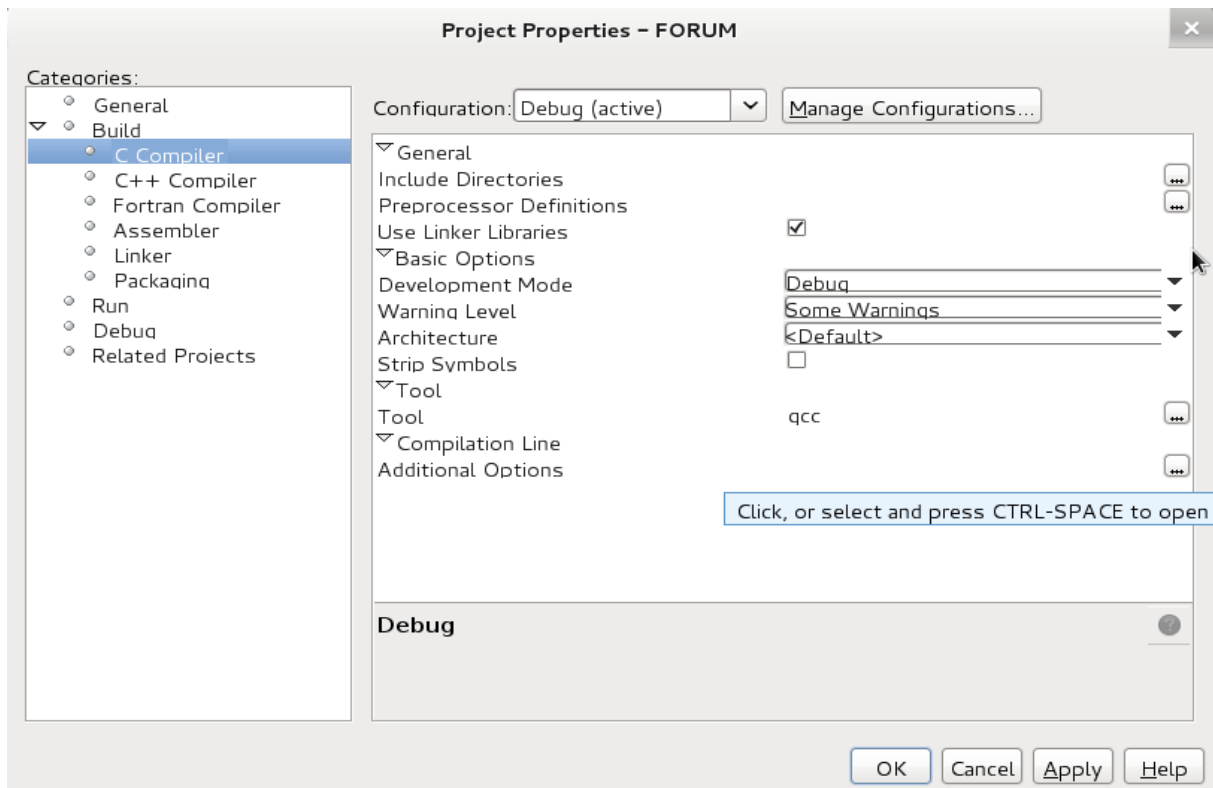 Project Properties – FORUM
Categories:
General
Build
C Compiler
C++ Compiler
Fortran Compiler
Assembler
Linker
Packaging
Run
Debug
Related Projects
Configuration: Debug (active) Manage Configurations...
General
Include Directories ...
Preprocessor Definitions ...
Use Linker Libraries
Basic Options
Development Mode Debug
Warning Level Some Warnings
Architecture <Default>
Strip Symbols
Tool
Tool gcc ...
Compilation Line
Additional Options ...
Click, or select and press CTRL-SPACE to open
Debug
?
OK Cancel Apply Help